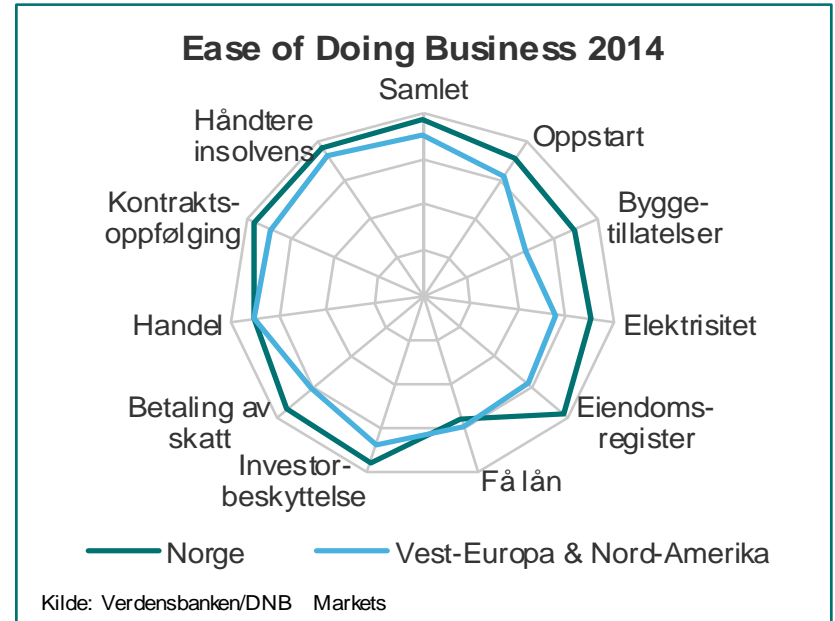 Ease of Doing Business 2014
Samlet
Oppstart
Bygge-
tillatelser
Elektrisitet
Eiendoms-
register
Få lån
Investor-
beskyttelse
Betaling av
skatt
Handel
Kontrakts-
oppfølging
Håndtere
insolvens
Norge
Vest-Europa & Nord-Amerika
Kilde: Verdensbanken/DNB Markets